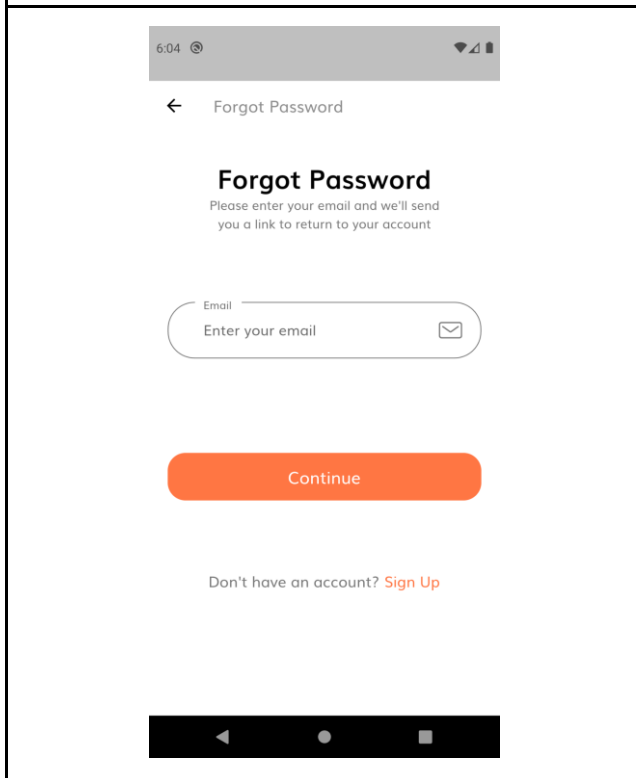 6:04
Forgot Password
Forgot Password
Please enter your email and we'll send
you a link to return to your account
Email
Enter your email
Continue
Don't have an account? Sign Up